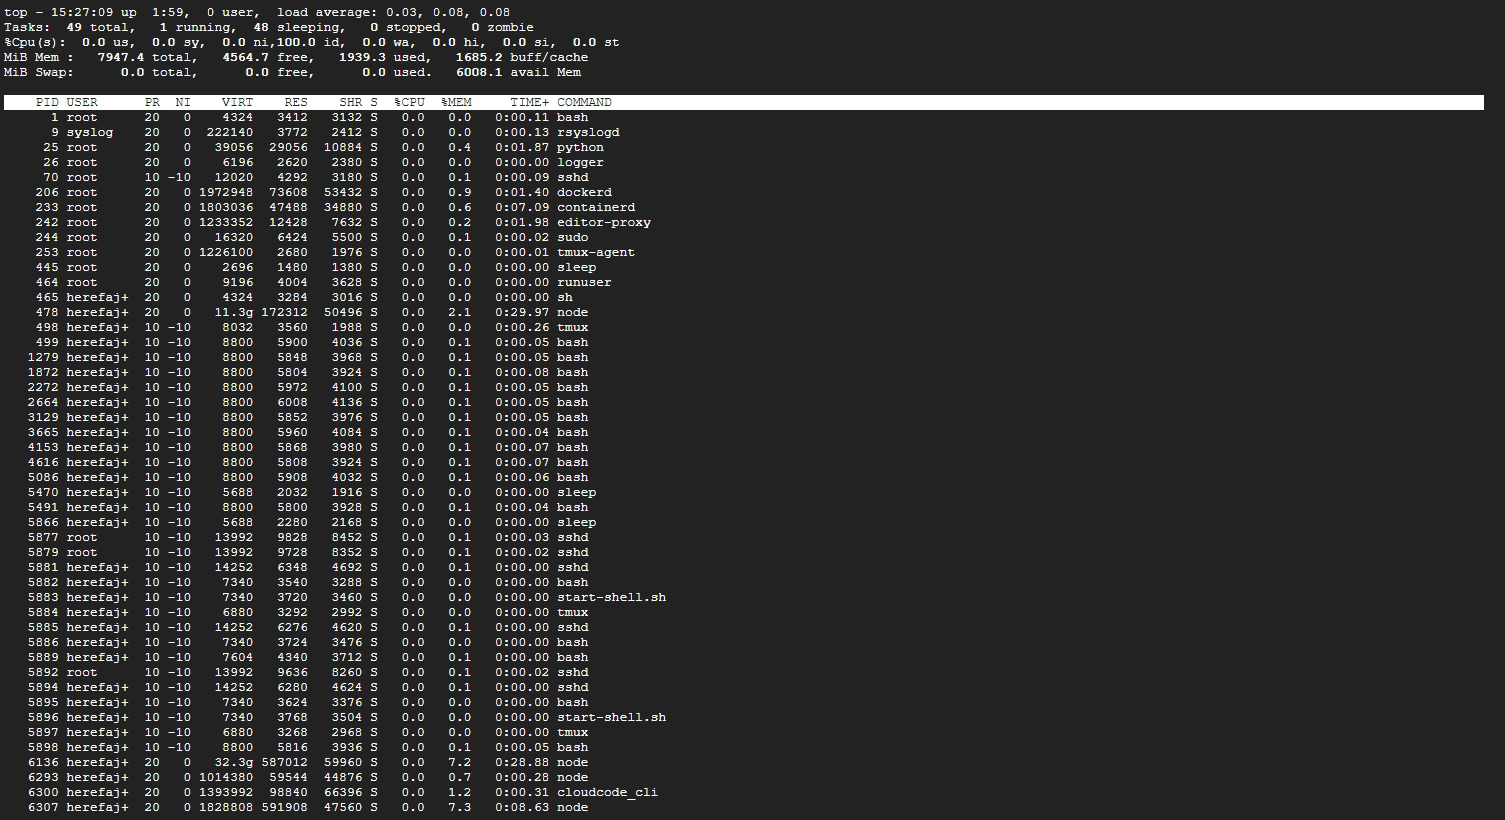 top - 15:27:09 up  1:59,  0 user,  load average: 0.03, 0.08, 0.08
Tasks:  49 total,   1 running,  48 sleeping,   0 stopped,   0 zombie
%Cpu(s):  0.0 us,  0.0 sy,  0.0 ni,100.0 id,  0.0 wa,  0.0 hi,  0.0 si,  0.0 st
MiB Mem :   7947.4 total,   4564.7 free,   1939.3 used,   1685.2 buff/cache
MiB Swap:      0.0 total,      0.0 free,      0.0 used.   6008.1 avail Mem
PID USER      PR  NI    VIRT    RES    SHR S  %CPU  %MEM     TIME+ COMMAND
1 root      20   0    4324   3412   3132 S   0.0   0.0   0:00.11 bash
9 syslog    20   0  222140   3772   2412 S   0.0   0.0   0:00.13 rsyslogd
25 root      20   0   39056  29056  10884 S   0.0   0.4   0:01.87 python
26 root      20   0    6196   2620   2380 S   0.0   0.0   0:00.00 logger
70 root      10 -10   12020   4292   3180 S   0.0   0.1   0:00.09 sshd
206 root      20   0 1972948  73608  53432 S   0.0   0.9   0:01.40 dockerd
233 root      20   0 1803036  47488  34880 S   0.0   0.6   0:07.09 containerd
242 root      20   0 1233352  12428   7632 S   0.0   0.2   0:01.98 editor-proxy
244 root      20   0   16320   6424   5500 S   0.0   0.1   0:00.02 sudo
253 root      20   0 1226100   2680   1976 S   0.0   0.0   0:00.01 tmux-agent
445 root      20   0    2696   1480   1380 S   0.0   0.0   0:00.00 sleep
464 root      20   0    9196   4004   3628 S   0.0   0.0   0:00.00 runuser
465 herefaj+  20   0    4324   3284   3016 S   0.0   0.0   0:00.00 sh
478 herefaj+  20   0   11.3g 172312  50496 S   0.0   2.1   0:29.97 node
498 herefaj+  10 -10    8032   3560   1988 S   0.0   0.0   0:00.26 tmux
499 herefaj+  10 -10    8800   5900   4036 S   0.0   0.1   0:00.05 bash
1279 herefaj+  10 -10    8800   5848   3968 S   0.0   0.1   0:00.05 bash
1872 herefaj+  10 -10    8800   5804   3924 S   0.0   0.1   0:00.08 bash
2272 herefaj+  10 -10    8800   5972   4100 S   0.0   0.1   0:00.05 bash
2664 herefaj+  10 -10    8800   6008   4136 S   0.0   0.1   0:00.05 bash
3129 herefaj+  10 -10    8800   5852   3976 S   0.0   0.1   0:00.05 bash
3665 herefaj+  10 -10    8800   5960   4084 S   0.0   0.1   0:00.04 bash
4153 herefaj+  10 -10    8800   5868   3980 S   0.0   0.1   0:00.07 bash
4616 herefaj+  10 -10    8800   5808   3924 S   0.0   0.1   0:00.07 bash
5086 herefaj+  10 -10    8800   5908   4032 S   0.0   0.1   0:00.06 bash
5470 herefaj+  10 -10    5688   2032   1916 S   0.0   0.0   0:00.00 sleep
5491 herefaj+  10 -10    8800   5800   3928 S   0.0   0.1   0:00.04 bash
5866 herefaj+  10 -10    5688   2280   2168 S   0.0   0.0   0:00.00 sleep
5877 root      10 -10   13992   9828   8452 S   0.0   0.1   0:00.03 sshd
5879 root      10 -10   13992   9728   8352 S   0.0   0.1   0:00.02 sshd
5881 herefaj+  10 -10   14252   6348   4692 S   0.0   0.1   0:00.00 sshd
5882 herefaj+  10 -10    7340   3540   3288 S   0.0   0.0   0:00.00 bash
5883 herefaj+  10 -10    7340   3720   3460 S   0.0   0.0   0:00.00 start-shell.sh
5884 herefaj+  10 -10    6880   3292   2992 S   0.0   0.0   0:00.00 tmux
5885 herefaj+  10 -10   14252   6276   4620 S   0.0   0.1   0:00.00 sshd
5886 herefaj+  10 -10    7340   3724   3476 S   0.0   0.0   0:00.00 bash
5889 herefaj+  10 -10    7604   4340   3712 S   0.0   0.1   0:00.00 bash
5892 root      10 -10   13992   9636   8260 S   0.0   0.1   0:00.02 sshd
5894 herefaj+  10 -10   14252   6280   4624 S   0.0   0.1   0:00.00 sshd
5895 herefaj+  10 -10    7340   3624   3376 S   0.0   0.0   0:00.00 bash
5896 herefaj+  10 -10    7340   3768   3504 S   0.0   0.0   0:00.00 start-shell.sh
5897 herefaj+  10 -10    6880   3268   2968 S   0.0   0.0   0:00.00 tmux
5898 herefaj+  10 -10    8800   5816   3936 S   0.0   0.1   0:00.05 bash
6136 herefaj+  20   0   32.3g 587012  59960 S   0.0   7.2   0:28.88 node
6293 herefaj+  20   0 1014380  59544  44876 S   0.0   0.7   0:00.28 node
6300 herefaj+  20   0 1393992  98840  66396 S   0.0   1.2   0:00.31 cloudcode_cli
6307 herefaj+  20   0 1828808 591908  47560 S   0.0   7.3   0:08.63 node